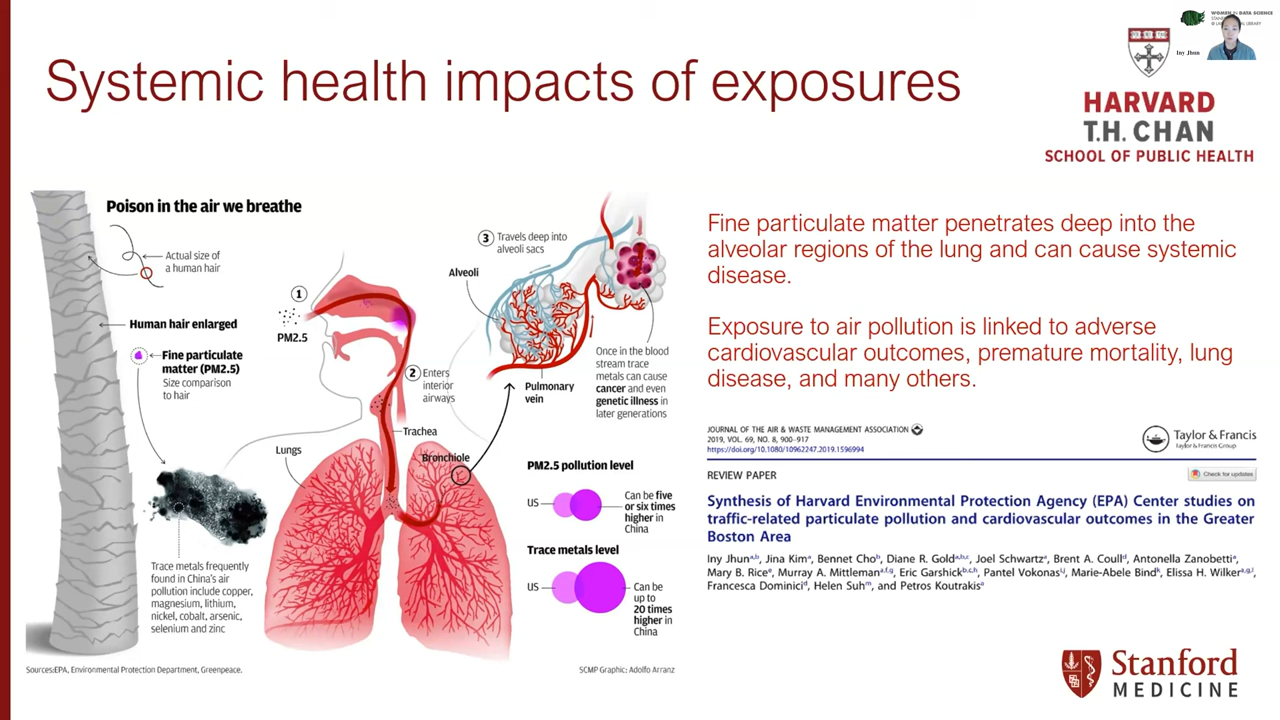 WOMEN IN DATA SCIENCE
Iny Jhun
Systemic health impacts of exposures
HARVARD
T.H. CHAN
SCHOOL OF PUBLIC HEALTH
Poison in the air we breathe
Actual size of
a human hair
Human hair enlarged
Fine particulate
matter (PM2.5)
Size comparison
to hair
Trace metals frequently
found in China's air
pollution include copper,
magnesium, lithium,
nickel, cobalt, arsenic,
selenium and zinc
1
PM2.5
2
Enters
interior
airways
Trachea
Lungs
Bronchiole
3
Travels deep into
alveoli sacs
Alveoli
Pulmonary
vein
Once in the blood
stream trace
metals can cause
cancer and even
genetic illness in
later generations
PM2.5 pollution level
US
Can be five
or six times
higher in
China
Trace metals level
US
Can be
up to
20 times
higher in
China
Sources:EPA, Environmental Protection Department, Greenpeace.
SCMP Graphic: Adolfo Arranz
Fine particulate matter penetrates deep into the
alveolar regions of the lung and can cause systemic
disease.
Exposure to air pollution is linked to adverse
cardiovascular outcomes, premature mortality, lung
disease, and many others.
JOURNAL OF THE AIR & WASTE MANAGEMENT ASSOCIATION
2019, VOL. 69, NO. 8, 900–917
https://doi.org/10.1080/10962247.2019.1596994
Taylor & Francis
Taylor & Francis Group
REVIEW PAPER
Check for updates
Synthesis of Harvard Environmental Protection Agency (EPA) Center studies on
traffic-related particulate pollution and cardiovascular outcomes in the Greater
Boston Area
Iny Jhun, Jina Kim, Bennet Cho, Diane R. Gold, Joel Schwartz, Brent A. Coull, Antonella Zanobetti,
Mary B. Rice, Murray A. Mittleman, Eric Garshick, Pantel Vokonas, Marie-Abele Bind, Elissa H. Wilker,
Francesca Dominici, Helen Suh, and Petros Koutrakis
Stanford
MEDICINE